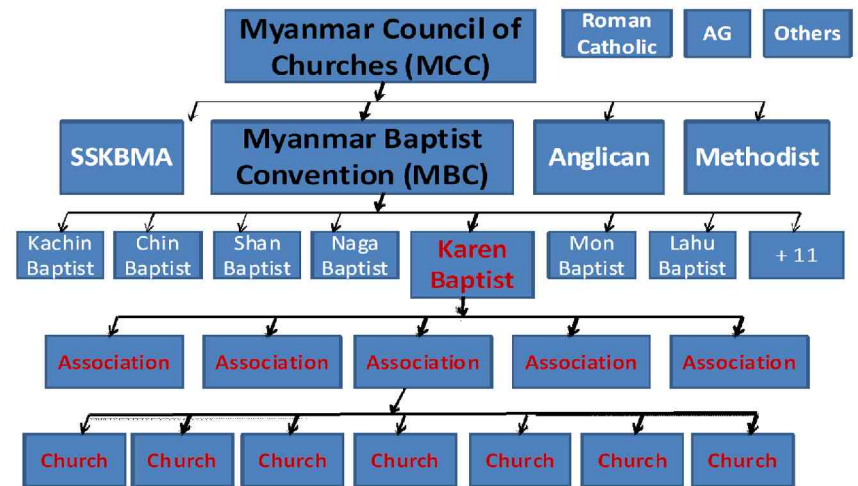 Myanmar Council of
Churches (MCC)
Roman
Catholic
AG
Others
SSKBMA
Myanmar Baptist
Convention (MBC)
Anglican
Methodist
Kachin
Baptist
Chin
Baptist
Shan
Baptist
Naga
Baptist
Karen
Baptist
Mon
Baptist
Lahu
Baptist
+ 11
Association
Association
Association
Association
Association
Church
Church
Church
Church
Church
Church
Church